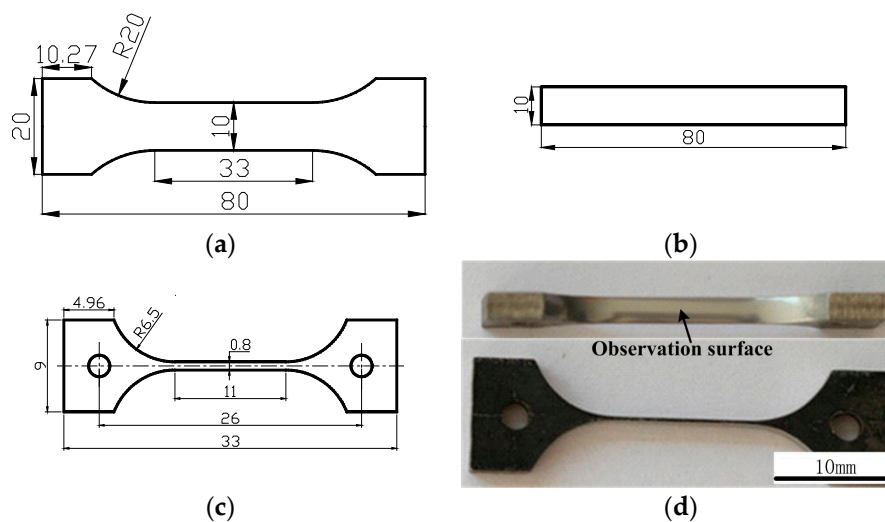 10.27
R20
20
10
33
80
(a)
10
80
(b)
4.96
R6.5
9
0.8
11
26
33
(c)
Observation surface
10mm
(d)